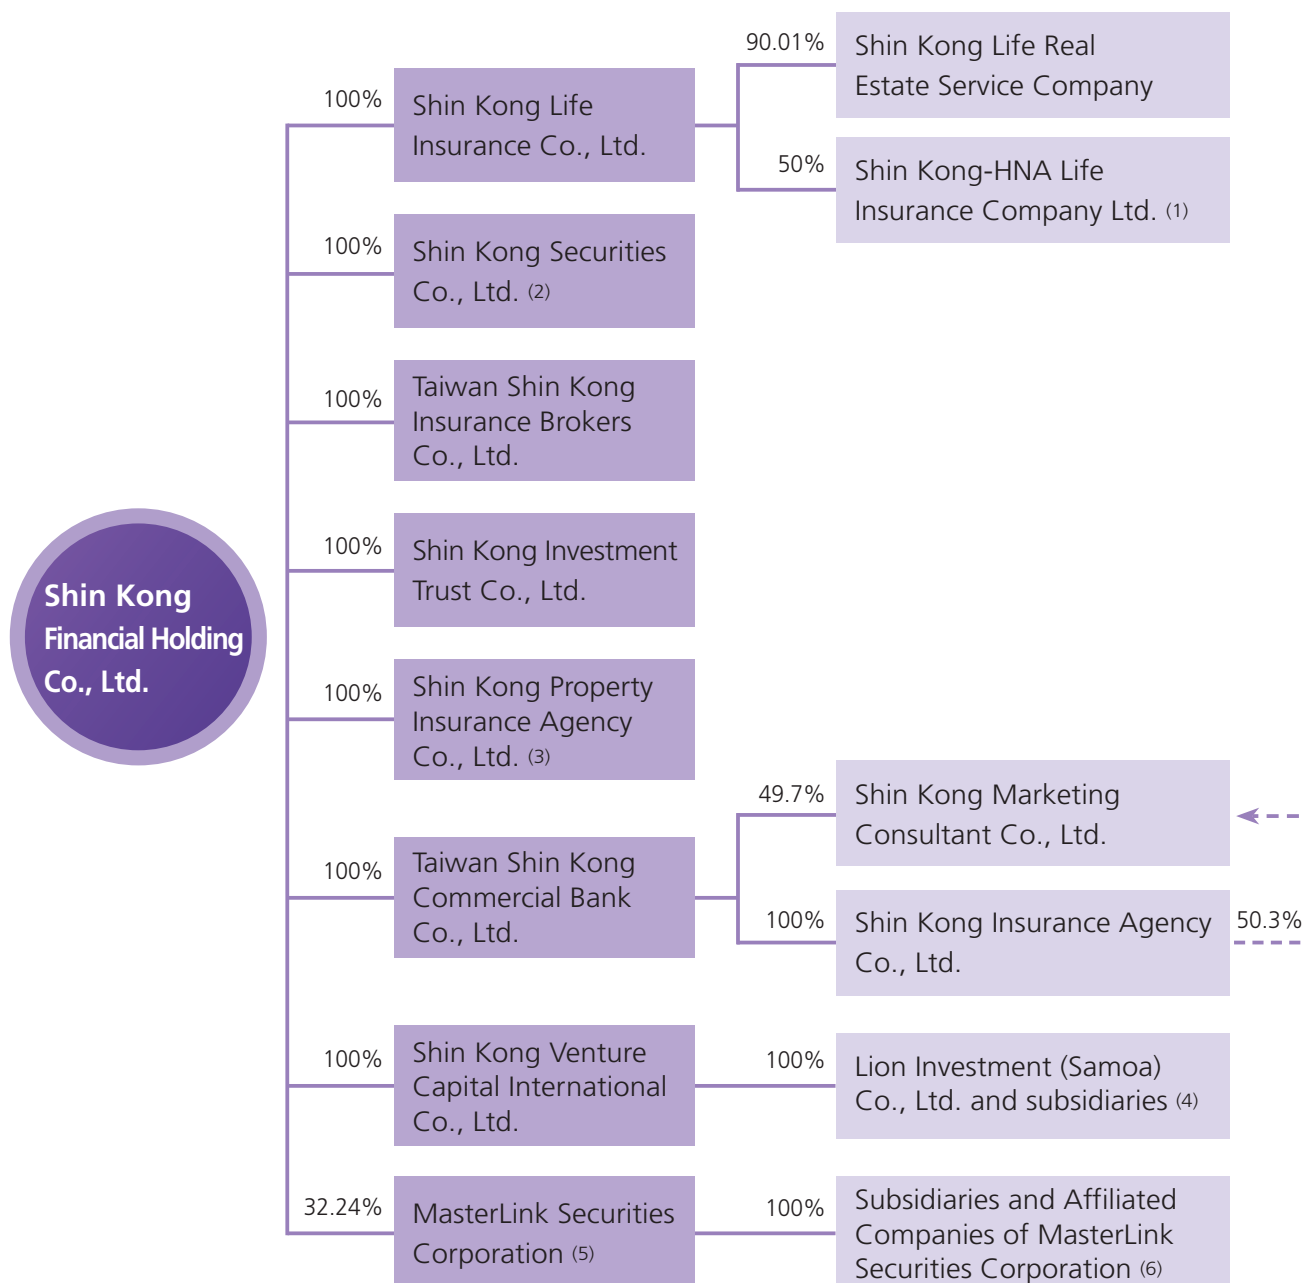 Shin Kong
Financial Holding
Co., Ltd.
100%
Shin Kong Life
Insurance Co., Ltd.
90.01%
Shin Kong Life Real
Estate Service Company
50%
Shin Kong-HNA Life
Insurance Company Ltd. (1)
100%
Shin Kong Securities
Co., Ltd. (2)
100%
Taiwan Shin Kong
Insurance Brokers
Co., Ltd.
100%
Shin Kong Investment
Trust Co., Ltd.
100%
Shin Kong Property
Insurance Agency
Co., Ltd. (3)
100%
Taiwan Shin Kong
Commercial Bank
Co., Ltd.
49.7%
Shin Kong Marketing
Consultant Co., Ltd.
100%
Shin Kong Insurance Agency
Co., Ltd.
50.3%
100%
Shin Kong Venture
Capital International
Co., Ltd.
100%
Lion Investment (Samoa)
Co., Ltd. and subsidiaries (4)
32.24%
MasterLink Securities
Corporation (5)
100%
Subsidiaries and Affiliated
Companies of MasterLink
Securities Corporation (6)